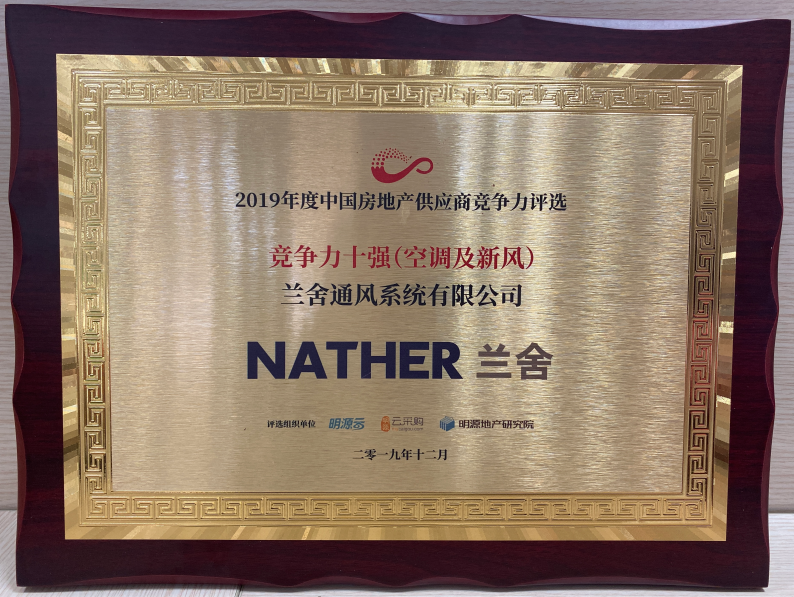 2019年度中国房地产供应商竞争力评选
竞争力十强(空调及新风)
兰舍通风系统有限公司
NATHER 兰舍
评选组织单位 明源云 云采购 明源地产研究院
二零一九年十二月